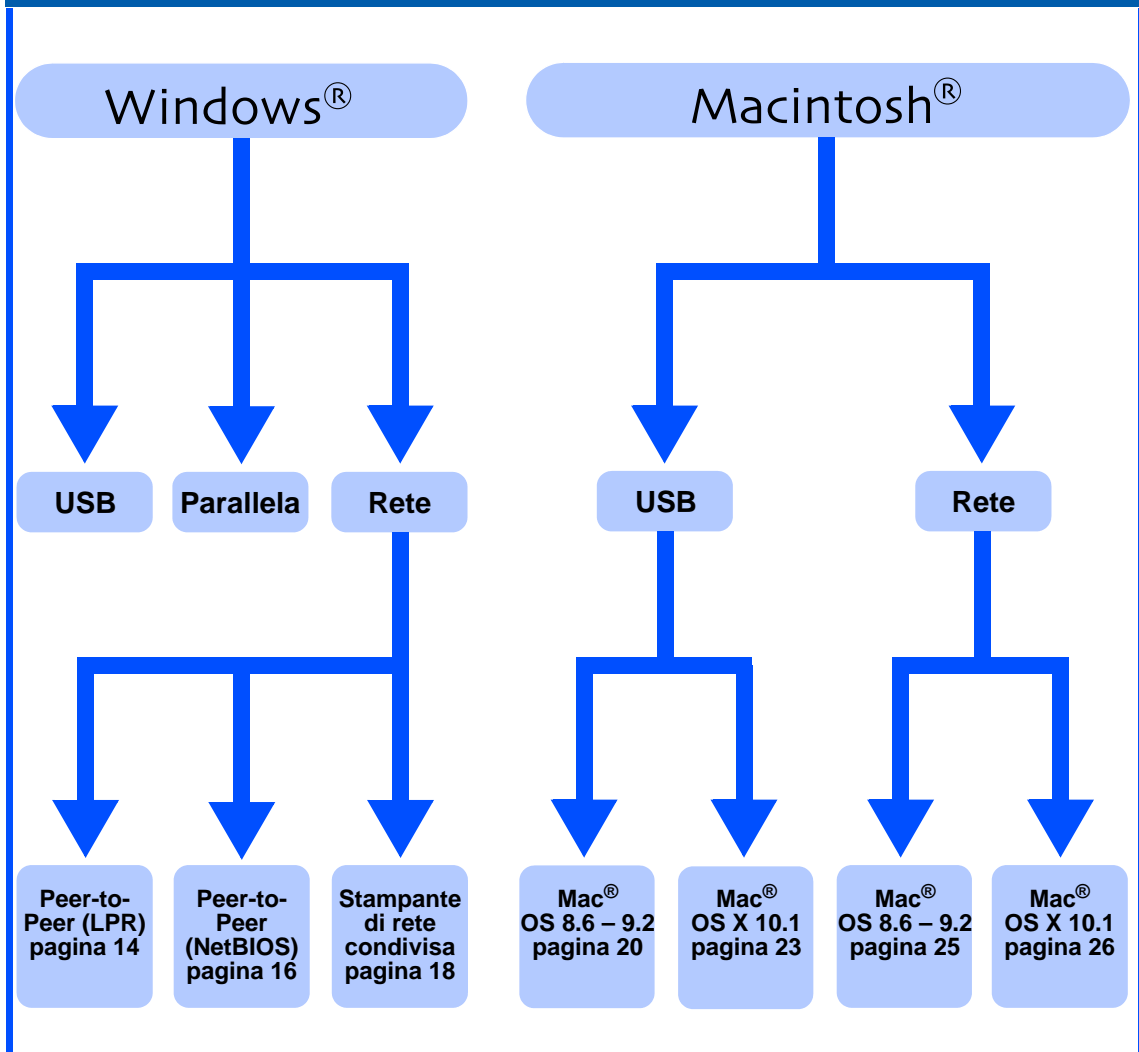 Windows®
Macintosh®
USB
Parallela
Rete
USB
Rete
Peer-to-
Peer (LPR)
pagina 14
Peer-to-
Peer
(NetBIOS)
pagina 16
Stampante
di rete
condivisa
pagina 18
Mac®
OS 8.6 – 9.2
pagina 20
Mac®
OS X 10.1
pagina 23
Mac®
OS 8.6 – 9.2
pagina 25
Mac®
OS X 10.1
pagina 26